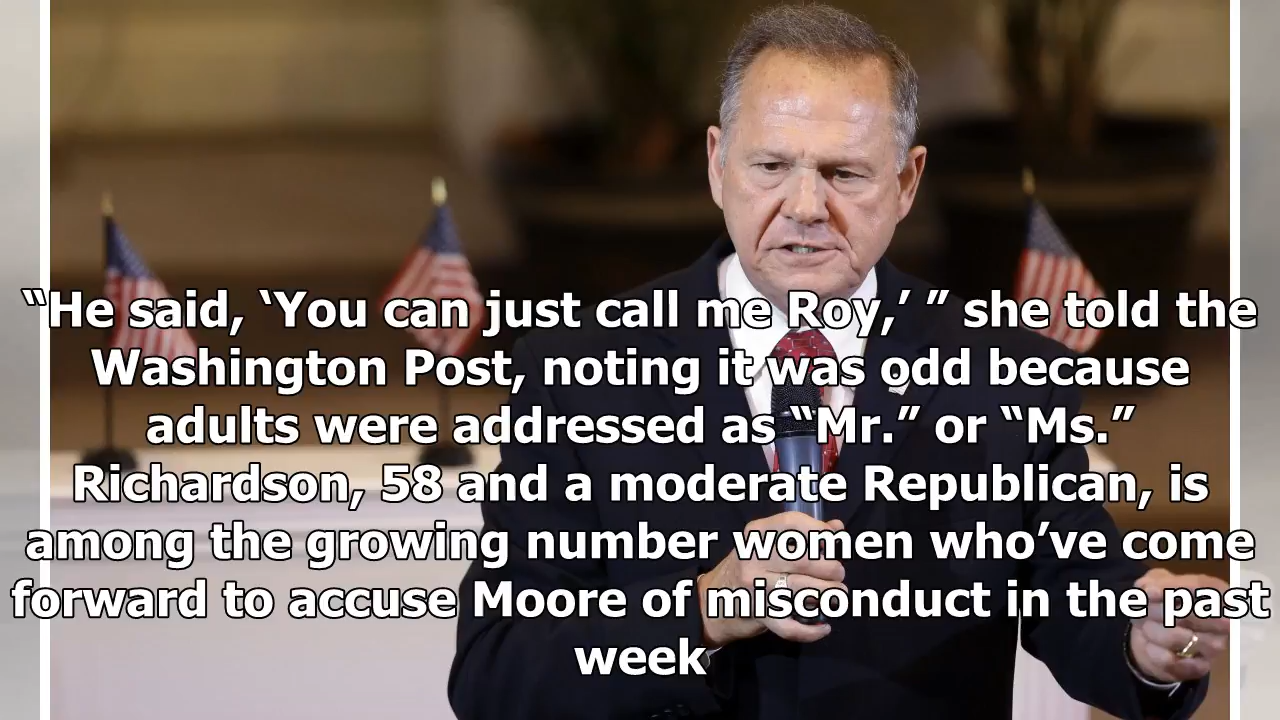 “He said, ‘You can just call me Roy,’ ” she told the
Washington Post, noting it was odd because
adults were addressed as “Mr.” or “Ms.”
Richardson, 58 and a moderate Republican, is
among the growing number women who’ve come
forward to accuse Moore of misconduct in the past
week